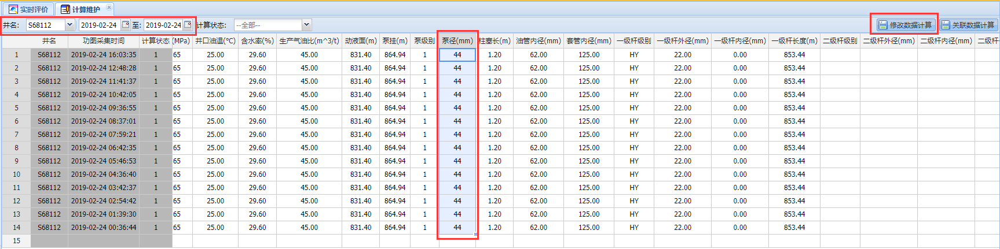 实时评价 计算维护
井名: S68112 2019-02-24 至: 2019-02-24 计算状态: --全部-- 修改数据计算 关联数据计算
井名 功图采集时间 计算状态 (MPa) 井口油温(℃) 含水率(%) 生产气油比(m^3/t) 动液面(m) 泵挂(m) 泵级别 泵径(mm) 柱塞长(m) 油管内径(mm) 套管内径(mm) 一级杆级别 一级杆外径(mm) 一级杆内径(mm) 一级杆长度(m) 二级杆级别 二级杆外径(mm) 二级杆内径(mm) 二级
1 S68112 2019-02-24 16:03:35 1 65 25.00 29.60 45.00 831.40 864.94 1 44 1.20 62.00 125.00 HY 22.00 0.00 853.44
2 S68112 2019-02-24 12:48:28 1 65 25.00 29.60 45.00 831.40 864.94 1 44 1.20 62.00 125.00 HY 22.00 0.00 853.44
3 S68112 2019-02-24 11:41:37 1 65 25.00 29.60 45.00 831.40 864.94 1 44 1.20 62.00 125.00 HY 22.00 0.00 853.44
4 S68112 2019-02-24 10:42:05 1 65 25.00 29.60 45.00 831.40 864.94 1 44 1.20 62.00 125.00 HY 22.00 0.00 853.44
5 S68112 2019-02-24 09:36:55 1 65 25.00 29.60 45.00 831.40 864.94 1 44 1.20 62.00 125.00 HY 22.00 0.00 853.44
6 S68112 2019-02-24 08:37:01 1 65 25.00 29.60 45.00 831.40 864.94 1 44 1.20 62.00 125.00 HY 22.00 0.00 853.44
7 S68112 2019-02-24 07:59:21 1 65 25.00 29.60 45.00 831.40 864.94 1 44 1.20 62.00 125.00 HY 22.00 0.00 853.44
8 S68112 2019-02-24 06:42:35 1 65 25.00 29.60 45.00 831.40 864.94 1 44 1.20 62.00 125.00 HY 22.00 0.00 853.44
9 S68112 2019-02-24 05:46:53 1 65 25.00 29.60 45.00 831.40 864.94 1 44 1.20 62.00 125.00 HY 22.00 0.00 853.44
10 S68112 2019-02-24 04:36:40 1 65 25.00 29.60 45.00 831.40 864.94 1 44 1.20 62.00 125.00 HY 22.00 0.00 853.44
11 S68112 2019-02-24 03:42:37 1 65 25.00 29.60 45.00 831.40 864.94 1 44 1.20 62.00 125.00 HY 22.00 0.00 853.44
12 S68112 2019-02-24 02:54:42 1 65 25.00 29.60 45.00 831.40 864.94 1 44 1.20 62.00 125.00 HY 22.00 0.00 853.44
13 S68112 2019-02-24 01:39:30 1 65 25.00 29.60 45.00 831.40 864.94 1 44 1.20 62.00 125.00 HY 22.00 0.00 853.44
14 S68112 2019-02-24 00:36:44 1 65 25.00 29.60 45.00 831.40 864.94 1 44 1.20 62.00 125.00 HY 22.00 0.00 853.44
15